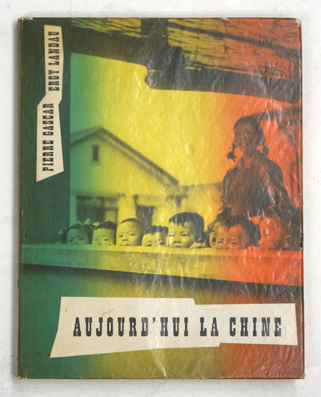 PIERRE GASCAR
ERGY LANDAU
AUJOURD'HUI LA CHINE